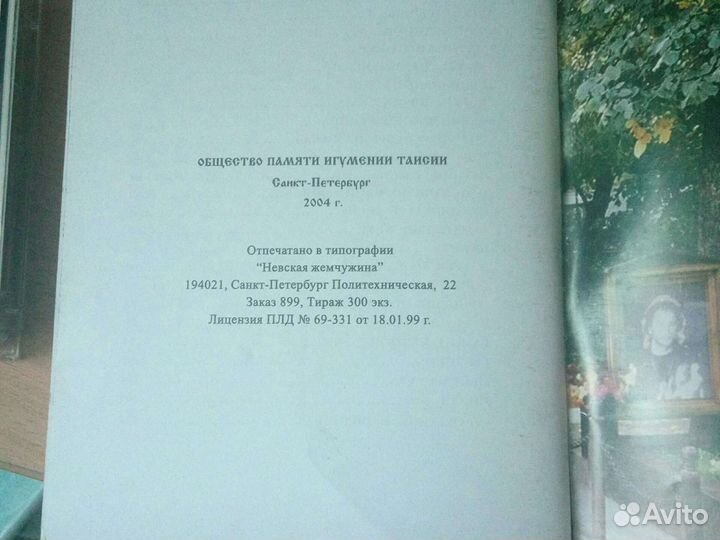 ОБЩЕСТВО ПАМЯТИ ИГУМЕНИИ ТАИСИИ
Санкт-Петербург
2004 г.
Отпечатано в типографии
“Невская жемчужина”
194021, Санкт-Петербург Политехническая, 22
Заказ 899, Тираж 300 экз.
Лицензия ПЛД № 69-331 от 18.01.99 г.
Avito